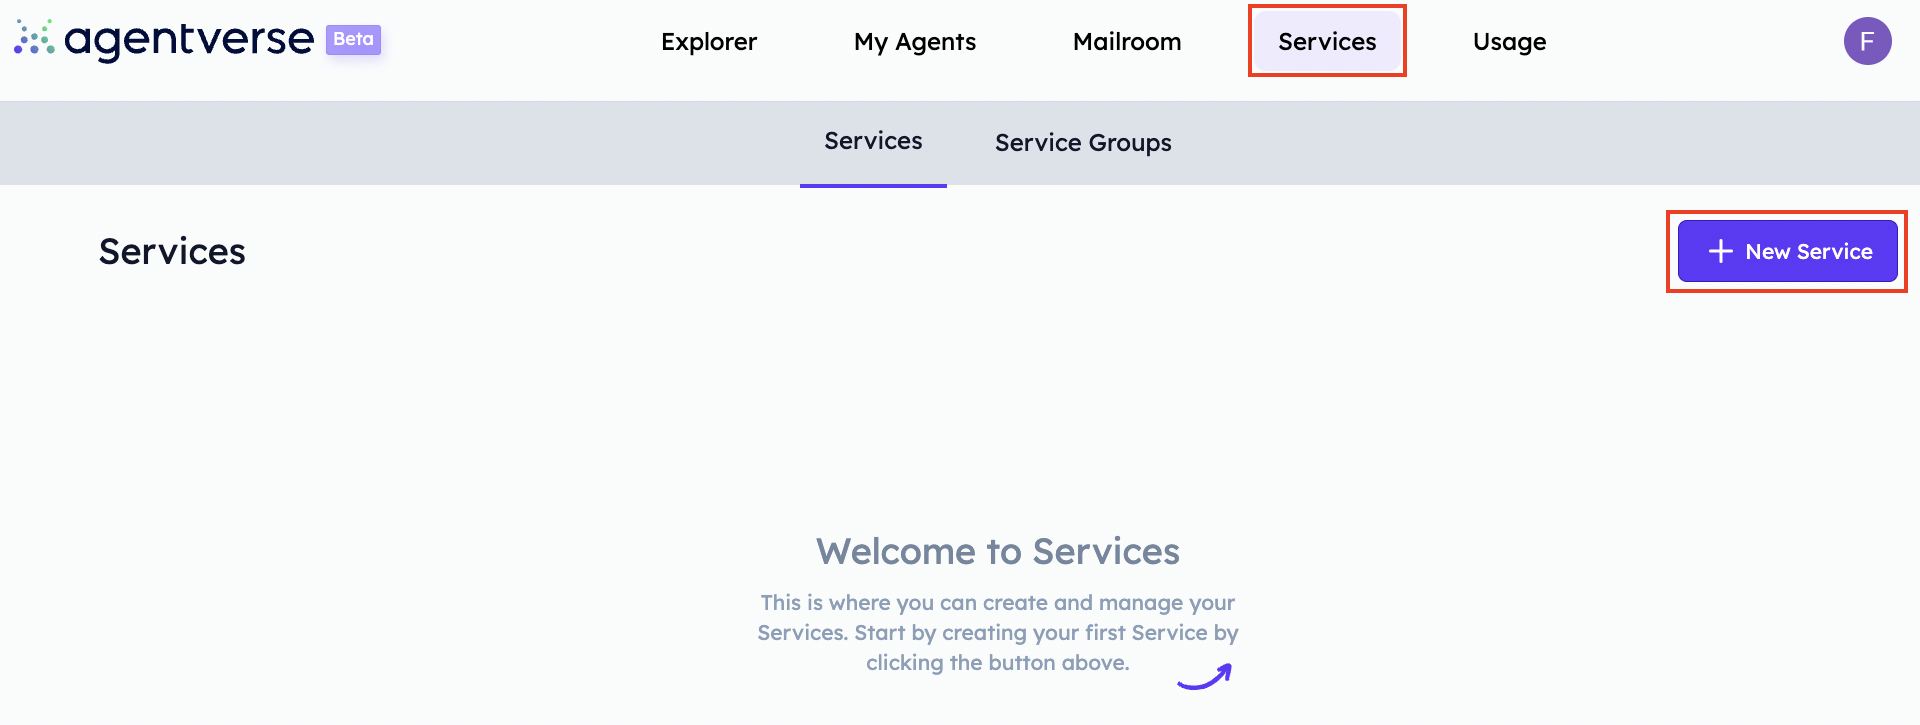 agentverse Beta
Explorer My Agents Mailroom Services Usage F
Services Service Groups
Services
+ New Service
Welcome to Services
This is where you can create and manage your
Services. Start by creating your first Service by
clicking the button above.